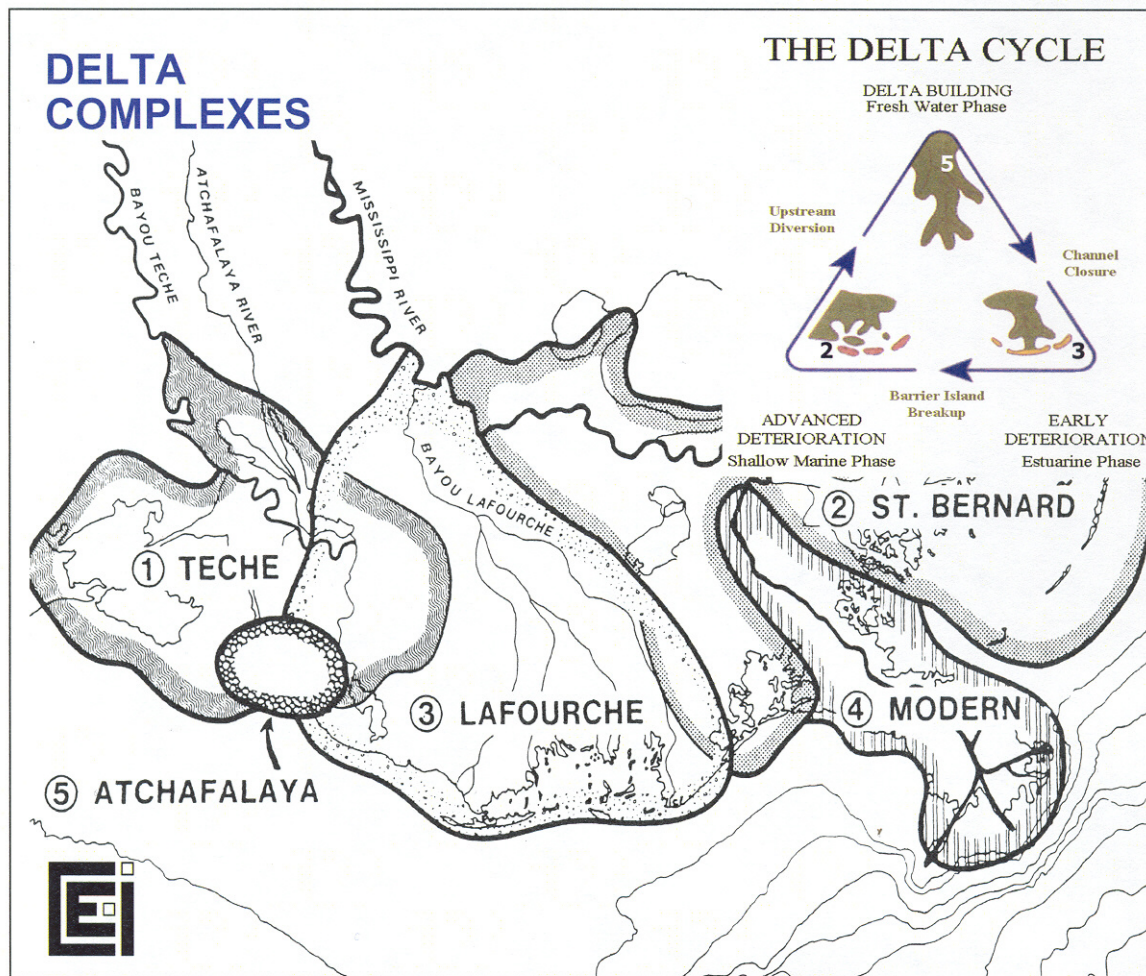 DELTA
COMPLEXES
THE DELTA CYCLE
DELTA BUILDING
Fresh Water Phase
5
Upstream
Diversion
Channel
Closure
2
3
Barrier Island
Breakup
ADVANCED
DETERIORATION
Shallow Marine Phase
EARLY
DETERIORATION
Estuarine Phase
BAYOU TECHE
ATCHAFALAYA RIVER
MISSISSIPPI RIVER
BAYOU LAFOURCHE
1 TECHE
2 ST. BERNARD
3 LAFOURCHE
4 MODERN
5 ATCHAFALAYA
CEi